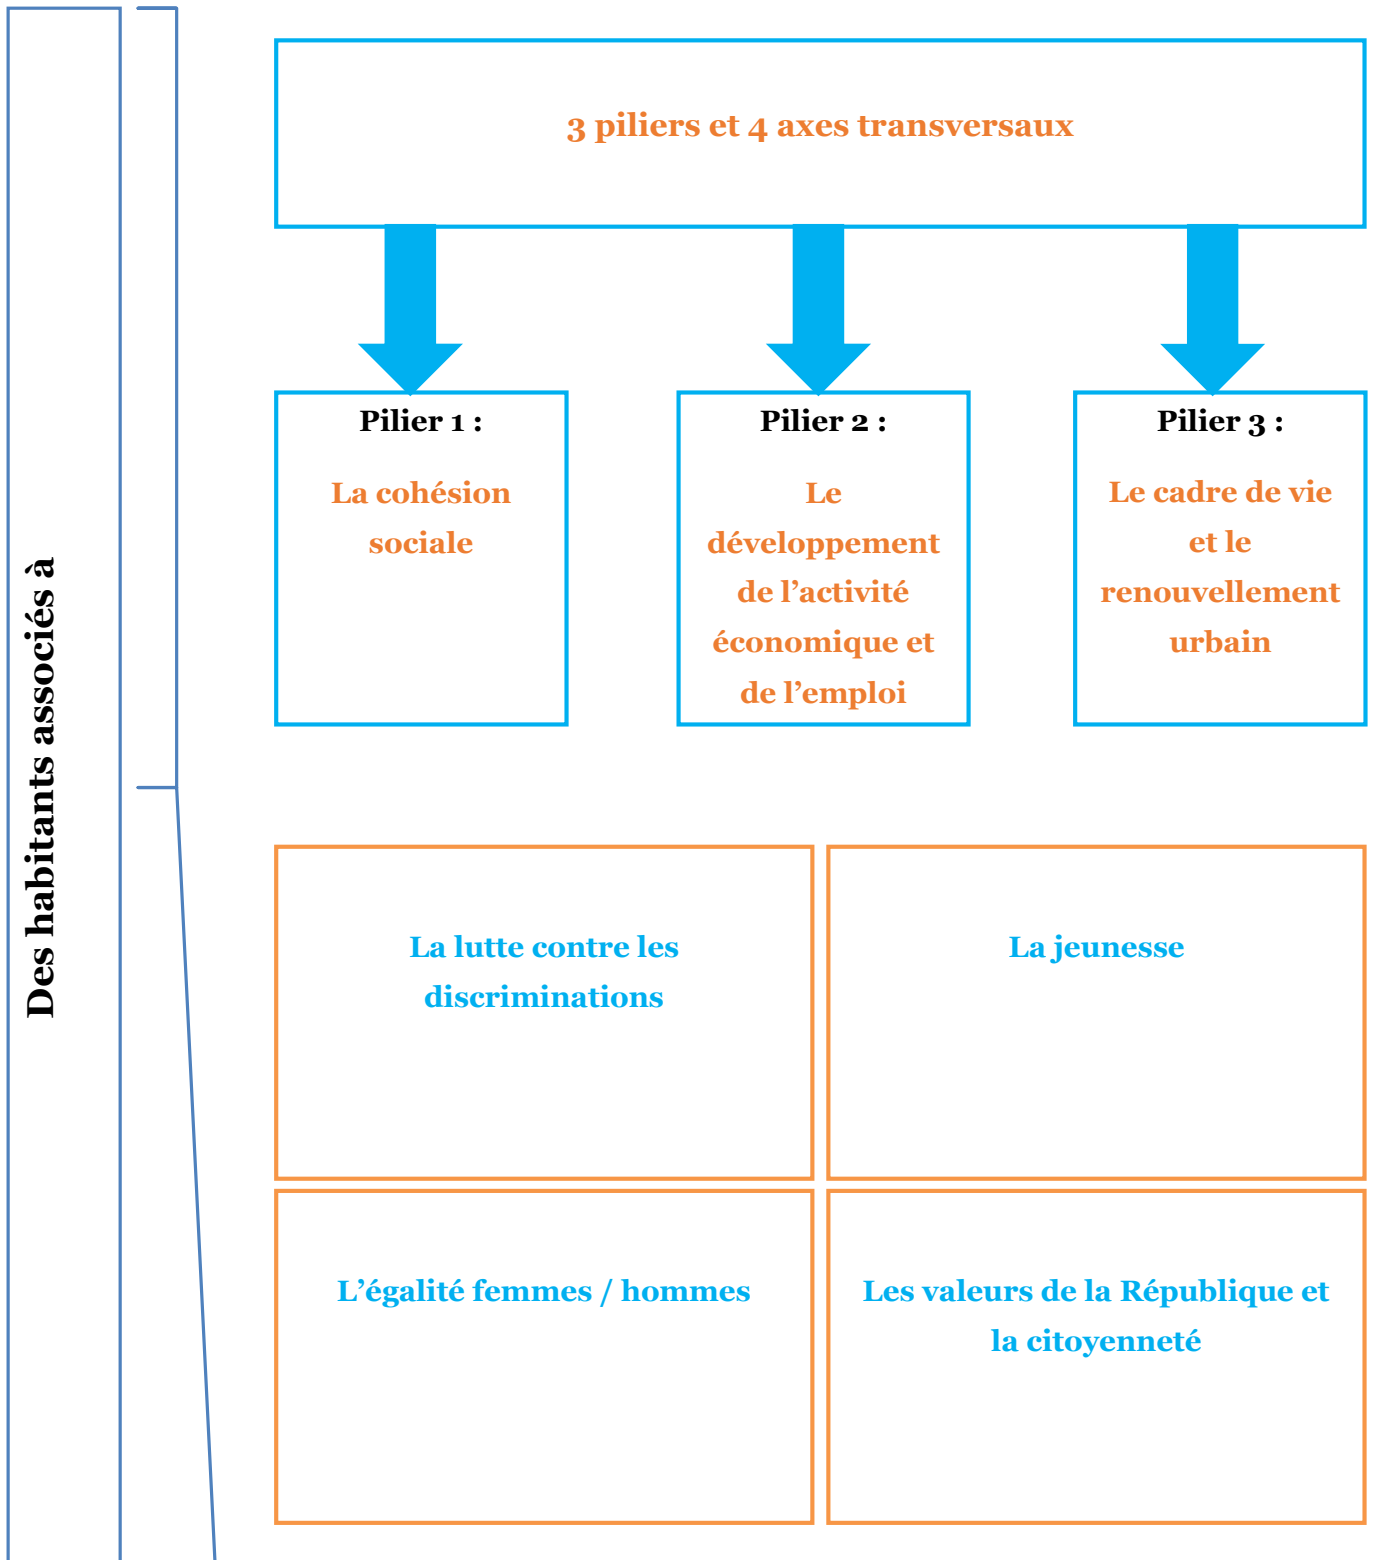 Des habitants associés à
3 piliers et 4 axes transversaux
Pilier 1 :
La cohésion
sociale
Pilier 2 :
Le
développement
de l’activité
économique et
de l’emploi
Pilier 3 :
Le cadre de vie
et le
renouvellement
urbain
La lutte contre les
discriminations
La jeunesse
L’égalité femmes / hommes
Les valeurs de la République et
la citoyenneté